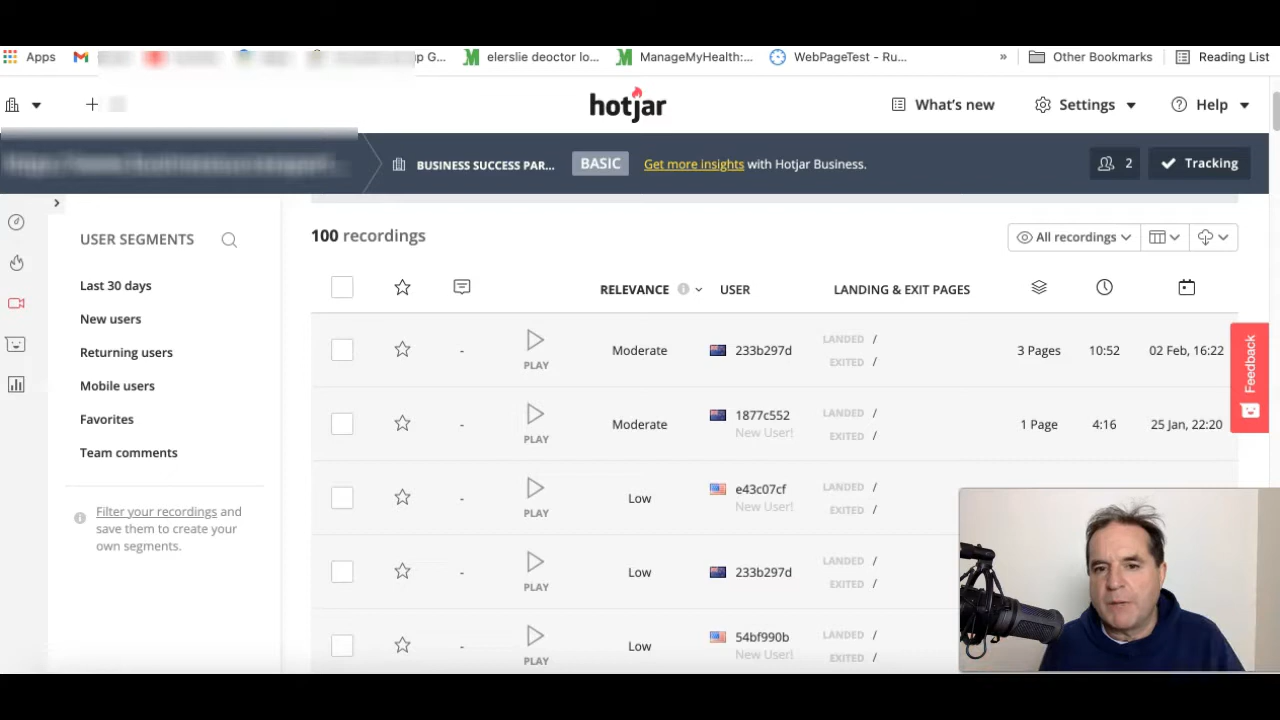 Apps
up G...
elerslie deoctor lo...
ManageMyHealth:...
WebPageTest - Ru...
»
Other Bookmarks
Reading List
+
hotjar
What's new
Settings
Help
BUSINESS SUCCESS PAR...
BASIC
Get more insights with Hotjar Business.
2
Tracking
USER SEGMENTS
Last 30 days
New users
Returning users
Mobile users
Favorites
Team comments
Filter your recordings and
save them to create your
own segments.
100 recordings
All recordings
RELEVANCE
USER
LANDING & EXIT PAGES
-
PLAY
Moderate
233b297d
LANDED /
EXITED /
3 Pages
10:52
02 Feb, 16:22
-
PLAY
Moderate
1877c552
New User!
LANDED /
EXITED /
1 Page
4:16
25 Jan, 22:20
-
PLAY
Low
e43c07cf
New User!
LANDED /
EXITED /
-
PLAY
Low
233b297d
LANDED /
EXITED /
-
PLAY
Low
54bf990b
New User!
LANDED /
EXITED /
Feedback